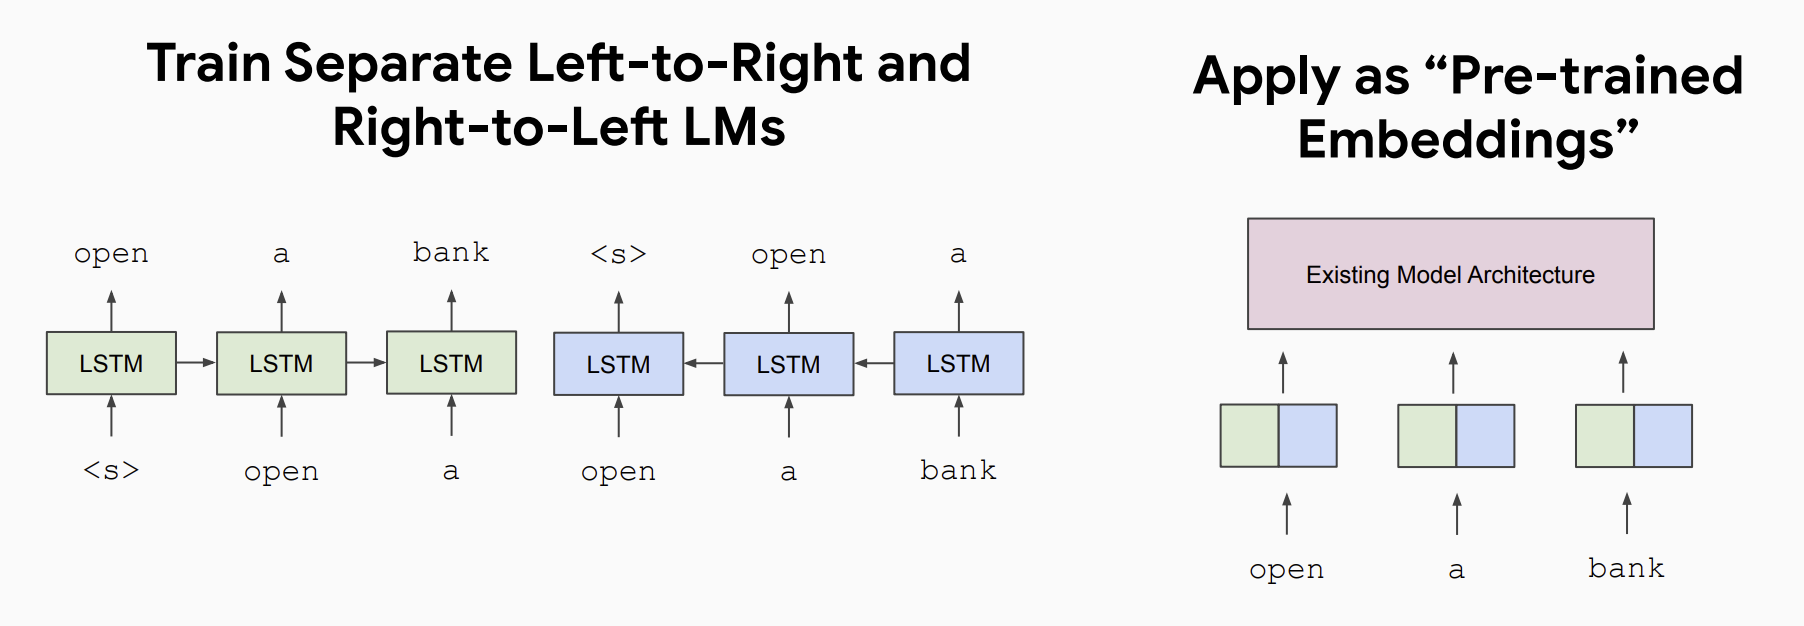 Train Separate Left-to-Right and
Right-to-Left LMs
open a bank <s> open a
LSTM LSTM LSTM LSTM LSTM LSTM
<s> open a open a bank
Apply as “Pre-trained
Embeddings”
Existing Model Architecture
open a bank